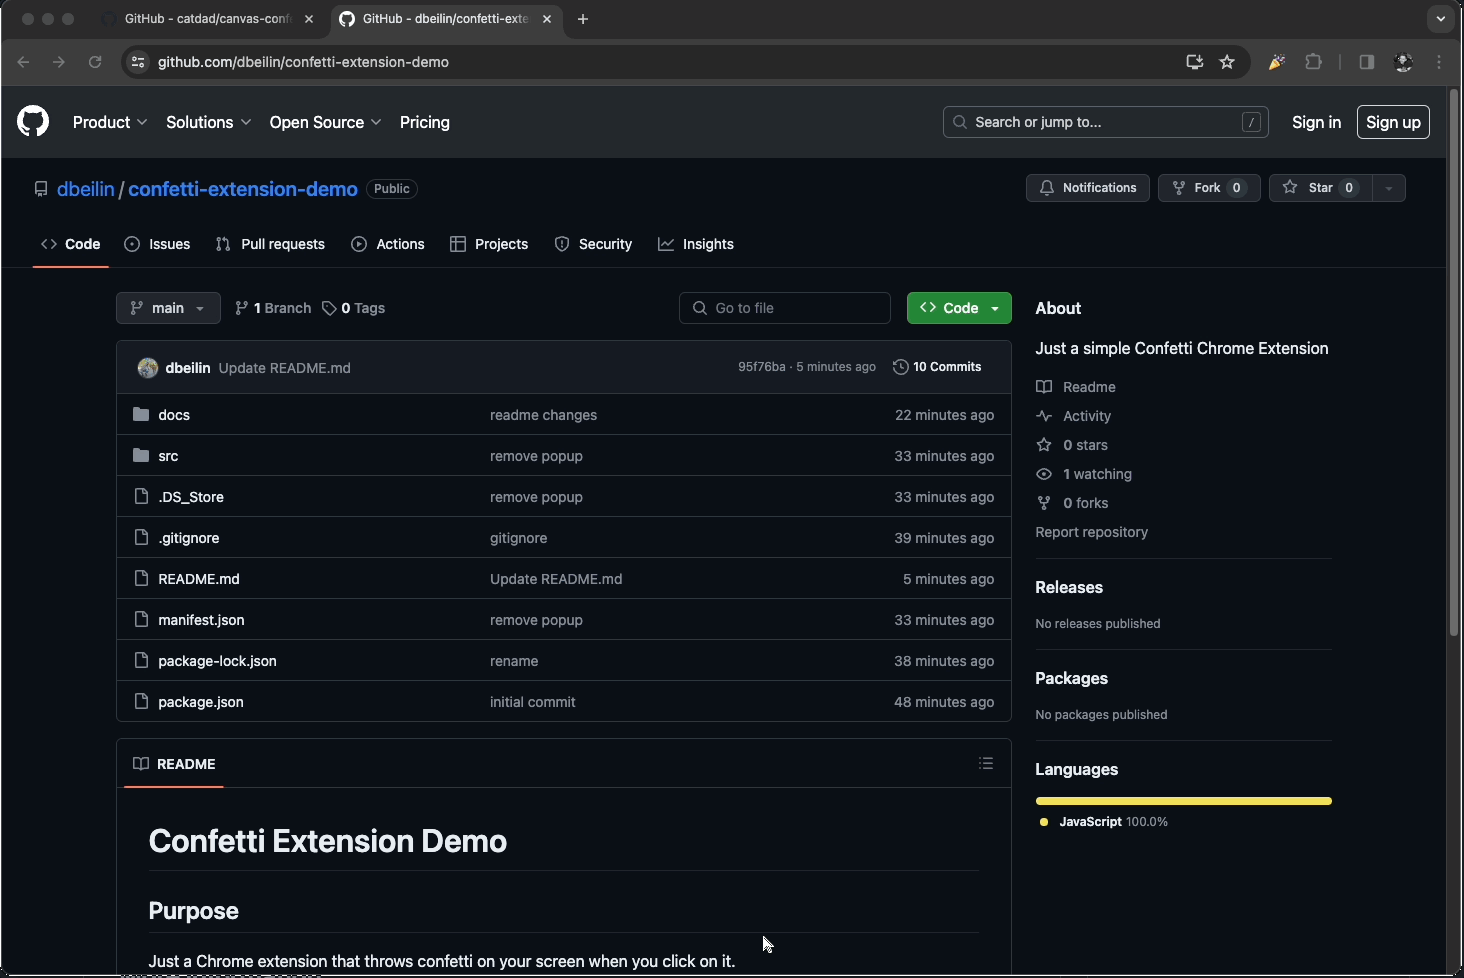 GitHub - catdad/canvas-conf
GitHub - dbeilin/confetti-exte
github.com/dbeilin/confetti-extension-demo
Product Solutions Open Source Pricing Search or jump to... / Sign in Sign up
dbeilin / confetti-extension-demo Public Notifications Fork 0 Star 0
Code Issues Pull requests Actions Projects Security Insights
main 1 Branch 0 Tags Go to file Code
dbeilin Update README.md 95f76ba · 5 minutes ago 10 Commits
docs readme changes 22 minutes ago
src remove popup 33 minutes ago
.DS_Store remove popup 33 minutes ago
.gitignore gitignore 39 minutes ago
README.md Update README.md 5 minutes ago
manifest.json remove popup 33 minutes ago
package-lock.json rename 38 minutes ago
package.json initial commit 48 minutes ago
README
Confetti Extension Demo
Purpose
Just a Chrome extension that throws confetti on your screen when you click on it.
About
Just a simple Confetti Chrome Extension
Readme
Activity
0 stars
1 watching
0 forks
Report repository
Releases
No releases published
Packages
No packages published
Languages
JavaScript 100.0%